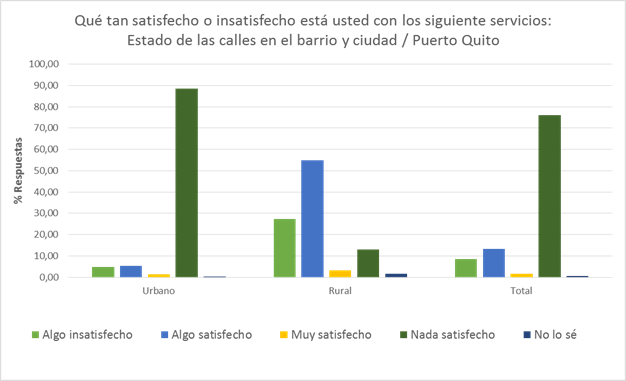 Qué tan satisfecho o insatisfecho está usted con los siguiente servicios:
Estado de las calles en el barrio y ciudad / Puerto Quito
% Respuestas
100,00
90,00
80,00
70,00
60,00
50,00
40,00
30,00
20,00
10,00
0,00
Urbano Rural Total
Algo insatisfecho Algo satisfecho Muy satisfecho Nada satisfecho No lo sé